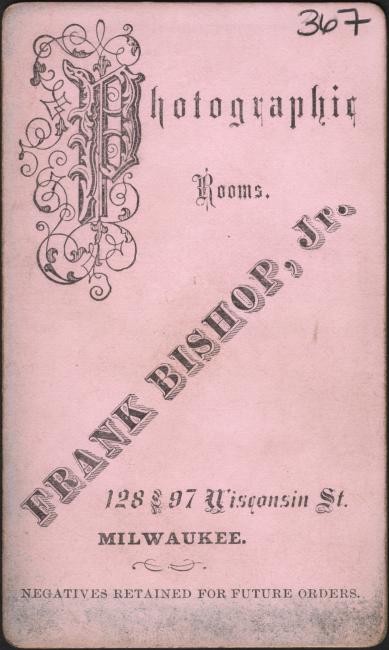 367
Photographic
Rooms.
FRANK BISHOP, Jr.
128 & 97 Wisconsin St.
MILWAUKEE.
NEGATIVES RETAINED FOR FUTURE ORDERS.